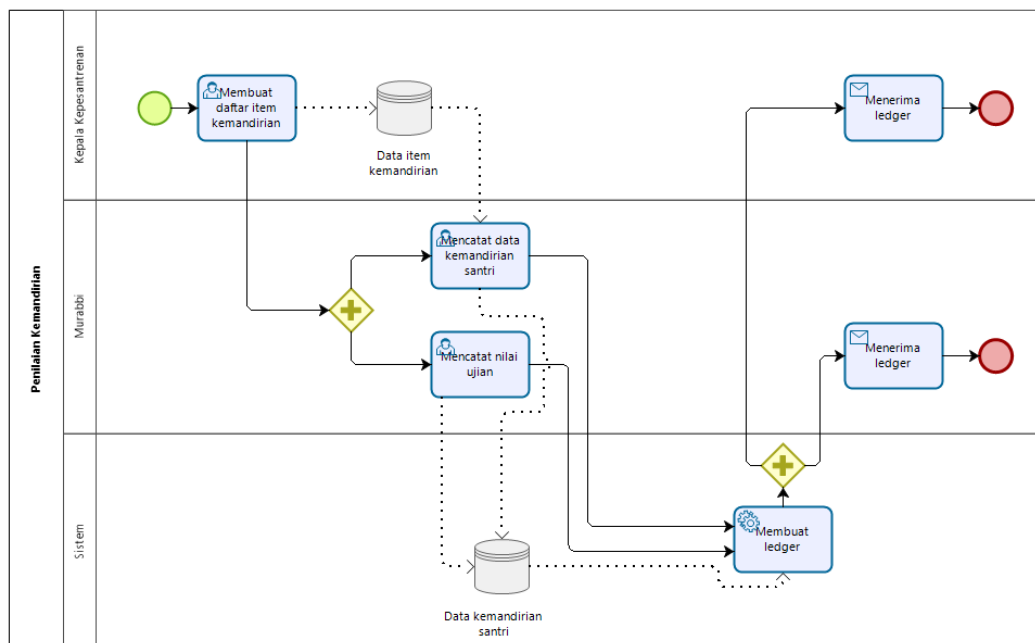 Penilaian Kemandirian
Kepala Kepesantrenan
Membuat
daftar item
kemandirian
Data item
kemandirian
Menerima
ledger
Murabbi
Mencatat data
kemandirian
santri
Mencatat nilai
ujian
Menerima
ledger
Sistem
Membuat
ledger
Data kemandirian
santri